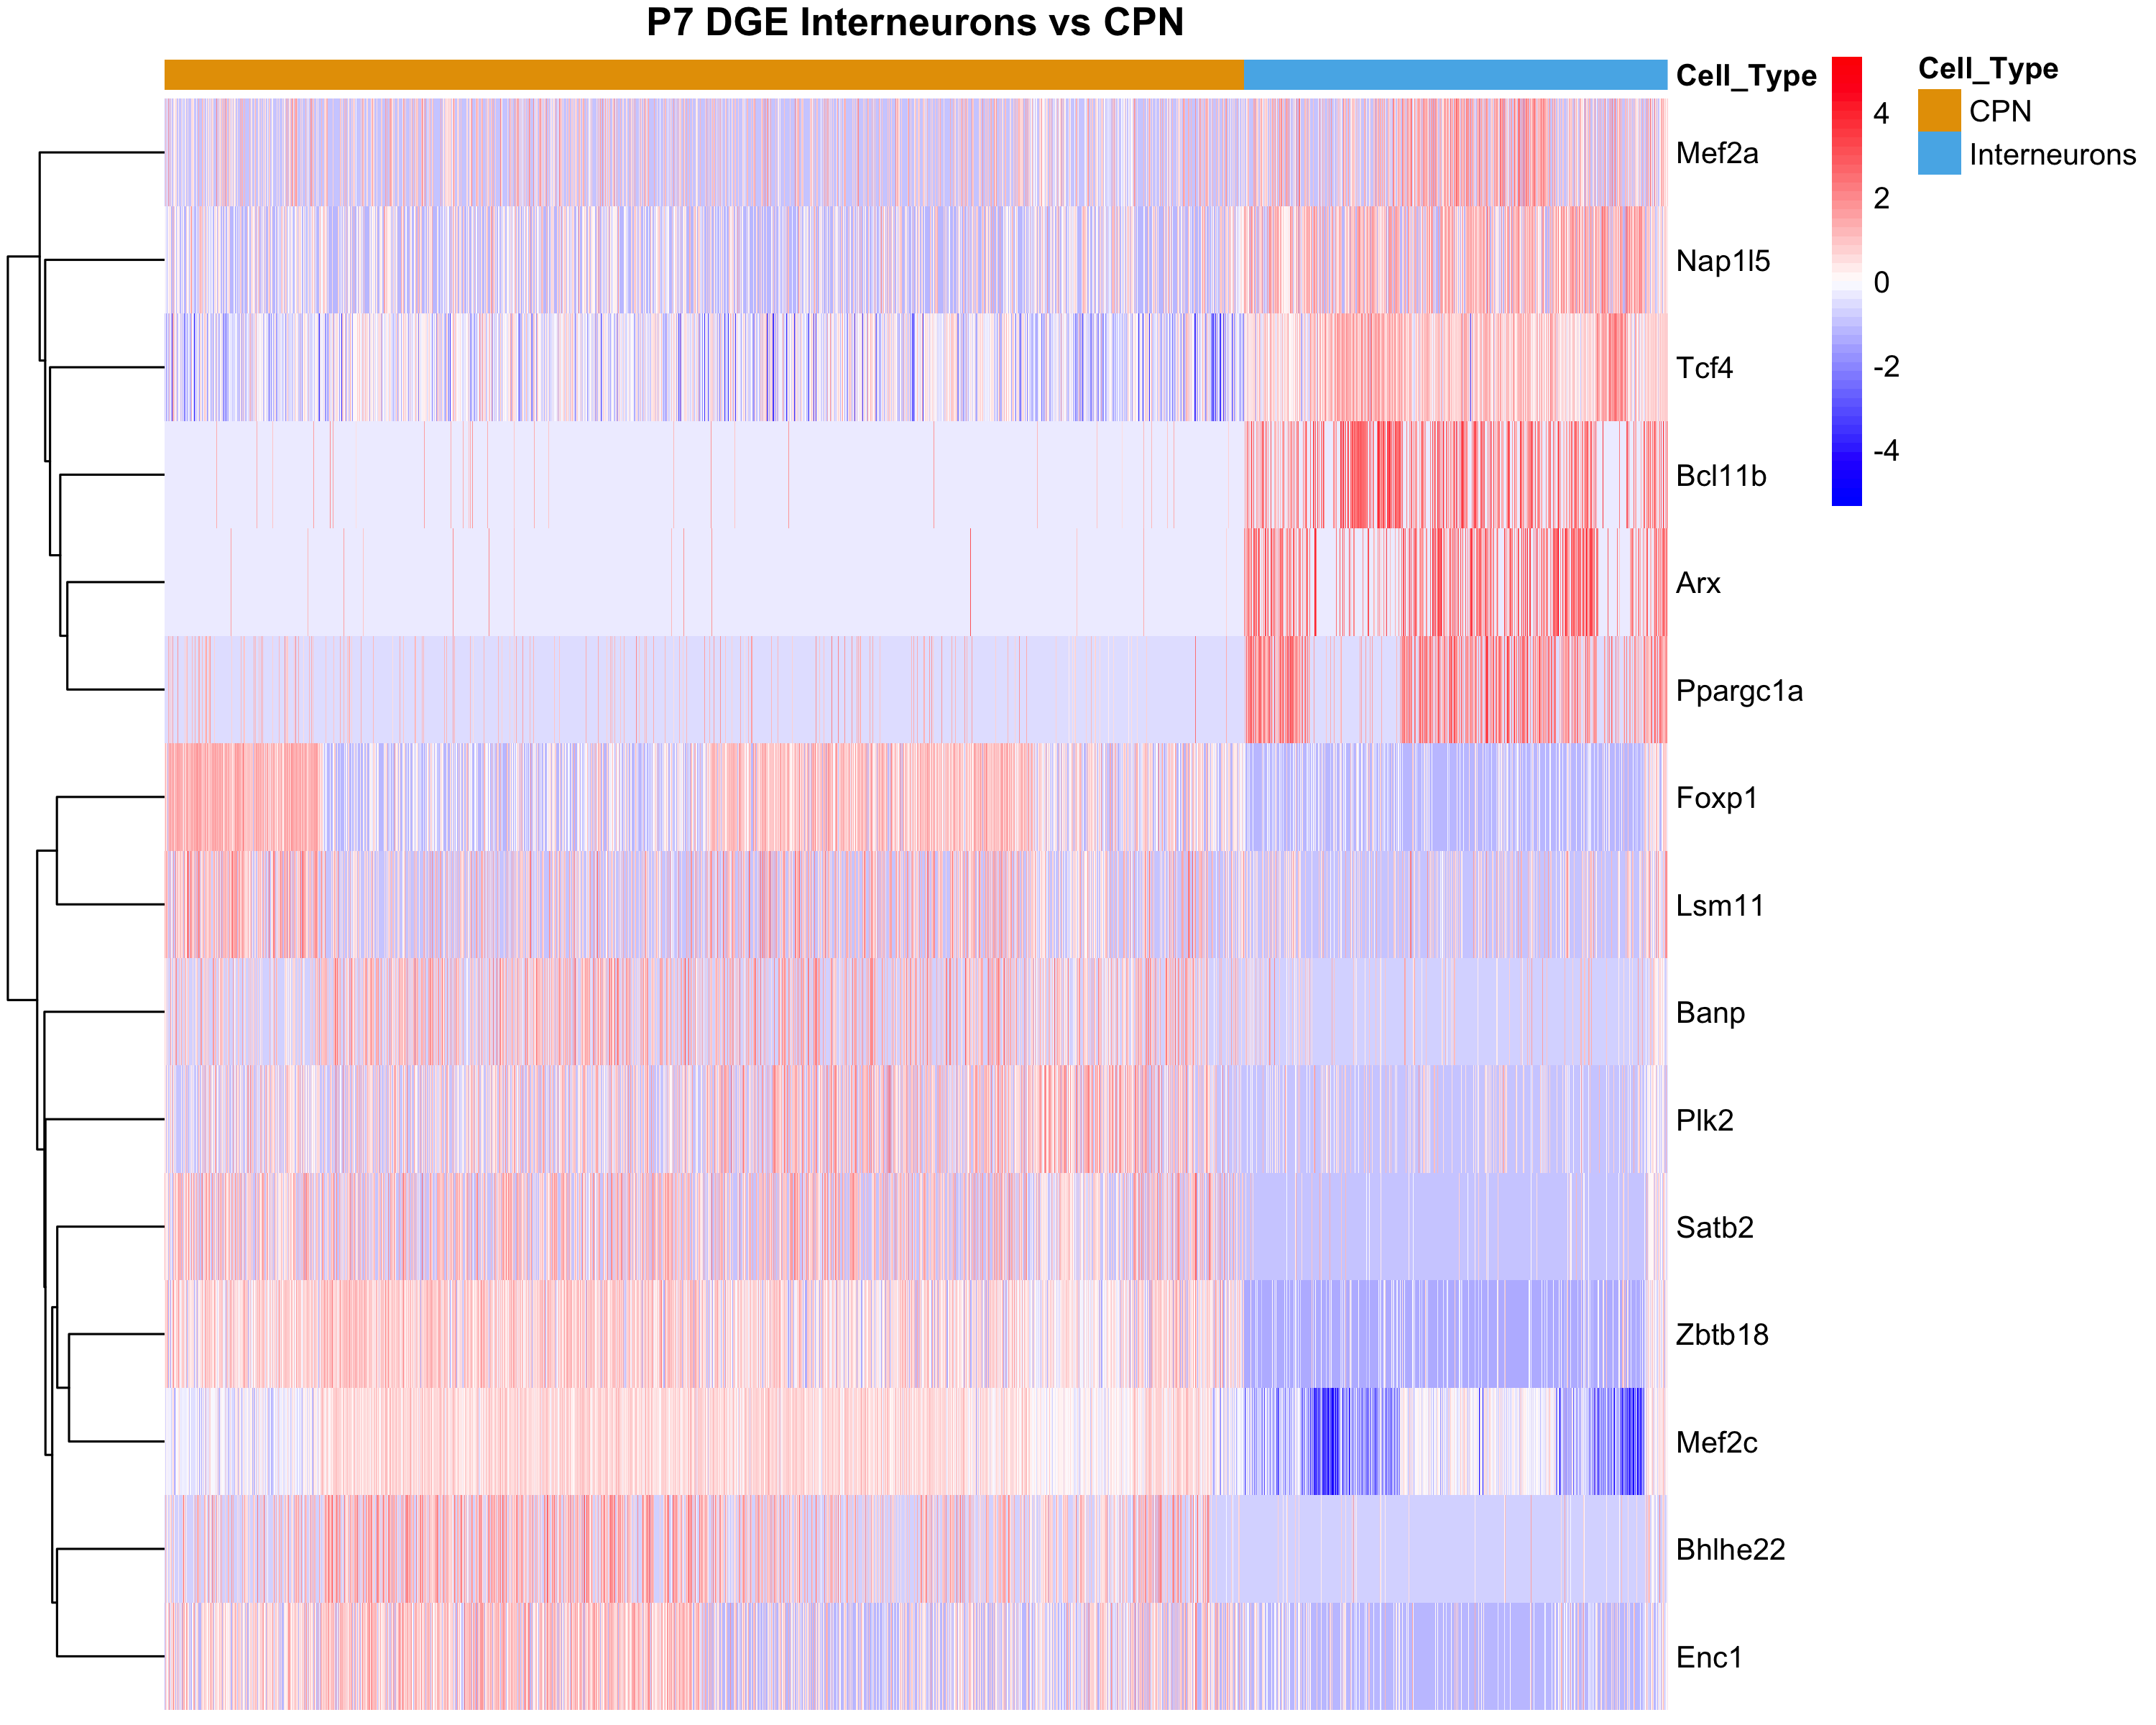 P7 DGE Interneurons vs CPN
Cell_Type
Mef2a
Nap1l5
Tcf4
Bcl11b
Arx
Ppargc1a
Foxp1
Lsm11
Banp
Plk2
Satb2
Zbtb18
Mef2c
Bhlhe22
Enc1
4
2
0
-2
-4
Cell_Type
CPN
Interneurons